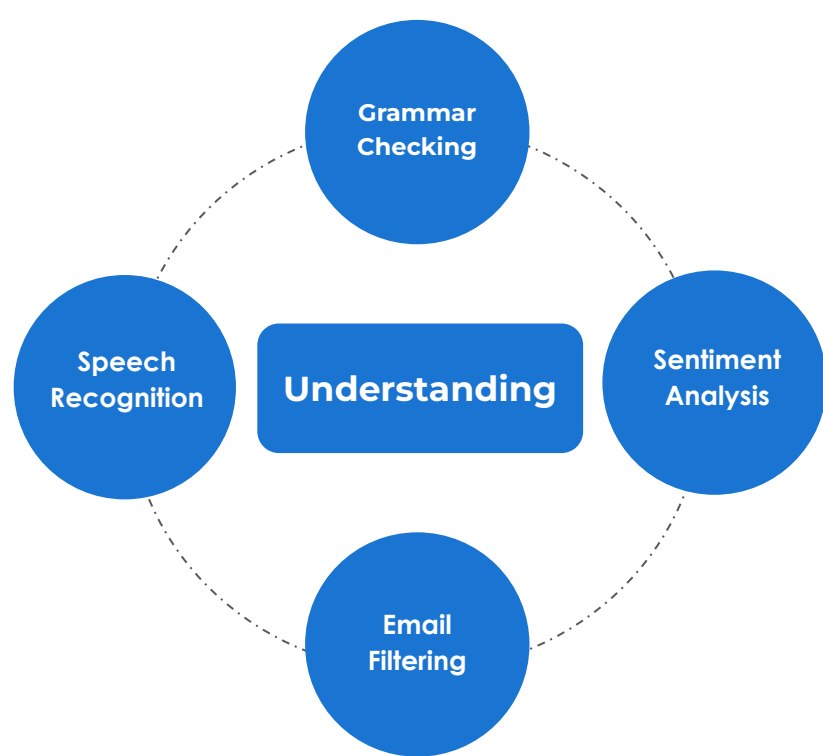 Grammar
Checking
Speech
Recognition
Understanding
Sentiment
Analysis
Email
Filtering